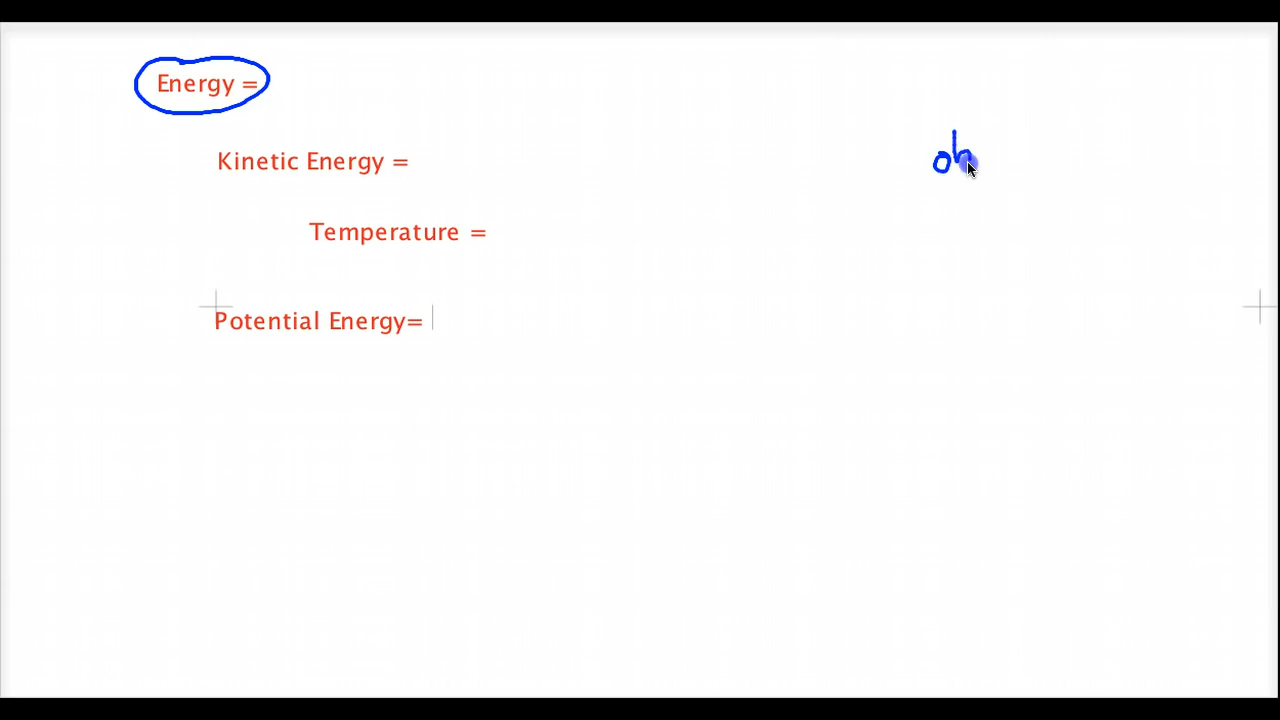 Energy =
Kinetic Energy =
oh
Temperature =
Potential Energy=